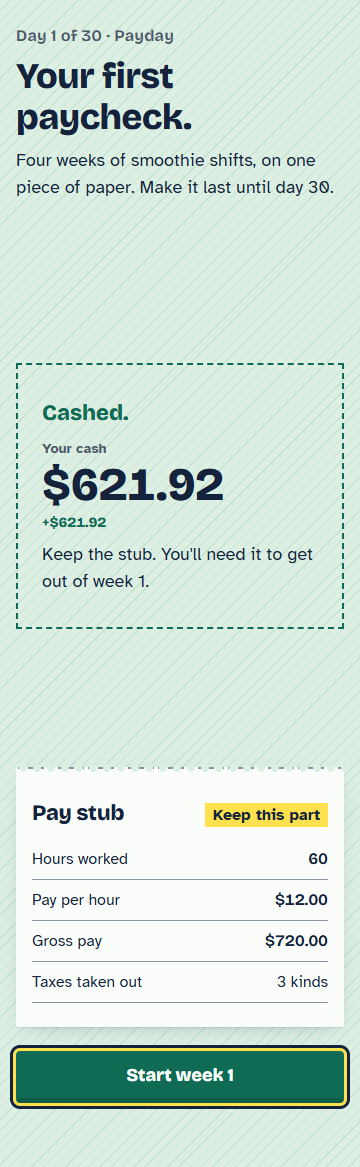 Day 1 of 30 · Payday
Your first
paycheck.
Four weeks of smoothie shifts, on one
piece of paper. Make it last until day 30.
Cashed.
Your cash
$621.92
+$621.92
Keep the stub. You'll need it to get
out of week 1.
Pay stub Keep this part
Hours worked 60
Pay per hour $12.00
Gross pay $720.00
Taxes taken out 3 kinds
Start week 1